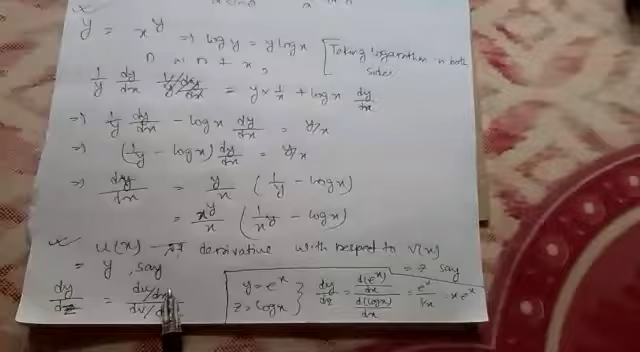 y = x^y
⇒ log y = y log x [Taking logarithm in both sides
1/y dy/dx = y × 1/x + log x dy/dx
⇒ 1/y dy/dx - log x dy/dx = y/x
⇒ (1/y - log x) dy/dx = y/x
⇒ dy/dx = y/x (1/y - log x)
= x^y/x (1/x^y - log x)
u(x) - এর derivative with respect to v(x)
= y, say = z say
dy/dz = du/dx / dv/d
y = e^x
z = log x } dy/dz = d(e^x)/dx / d(log x)/dx = e^x / 1/x = x e^x